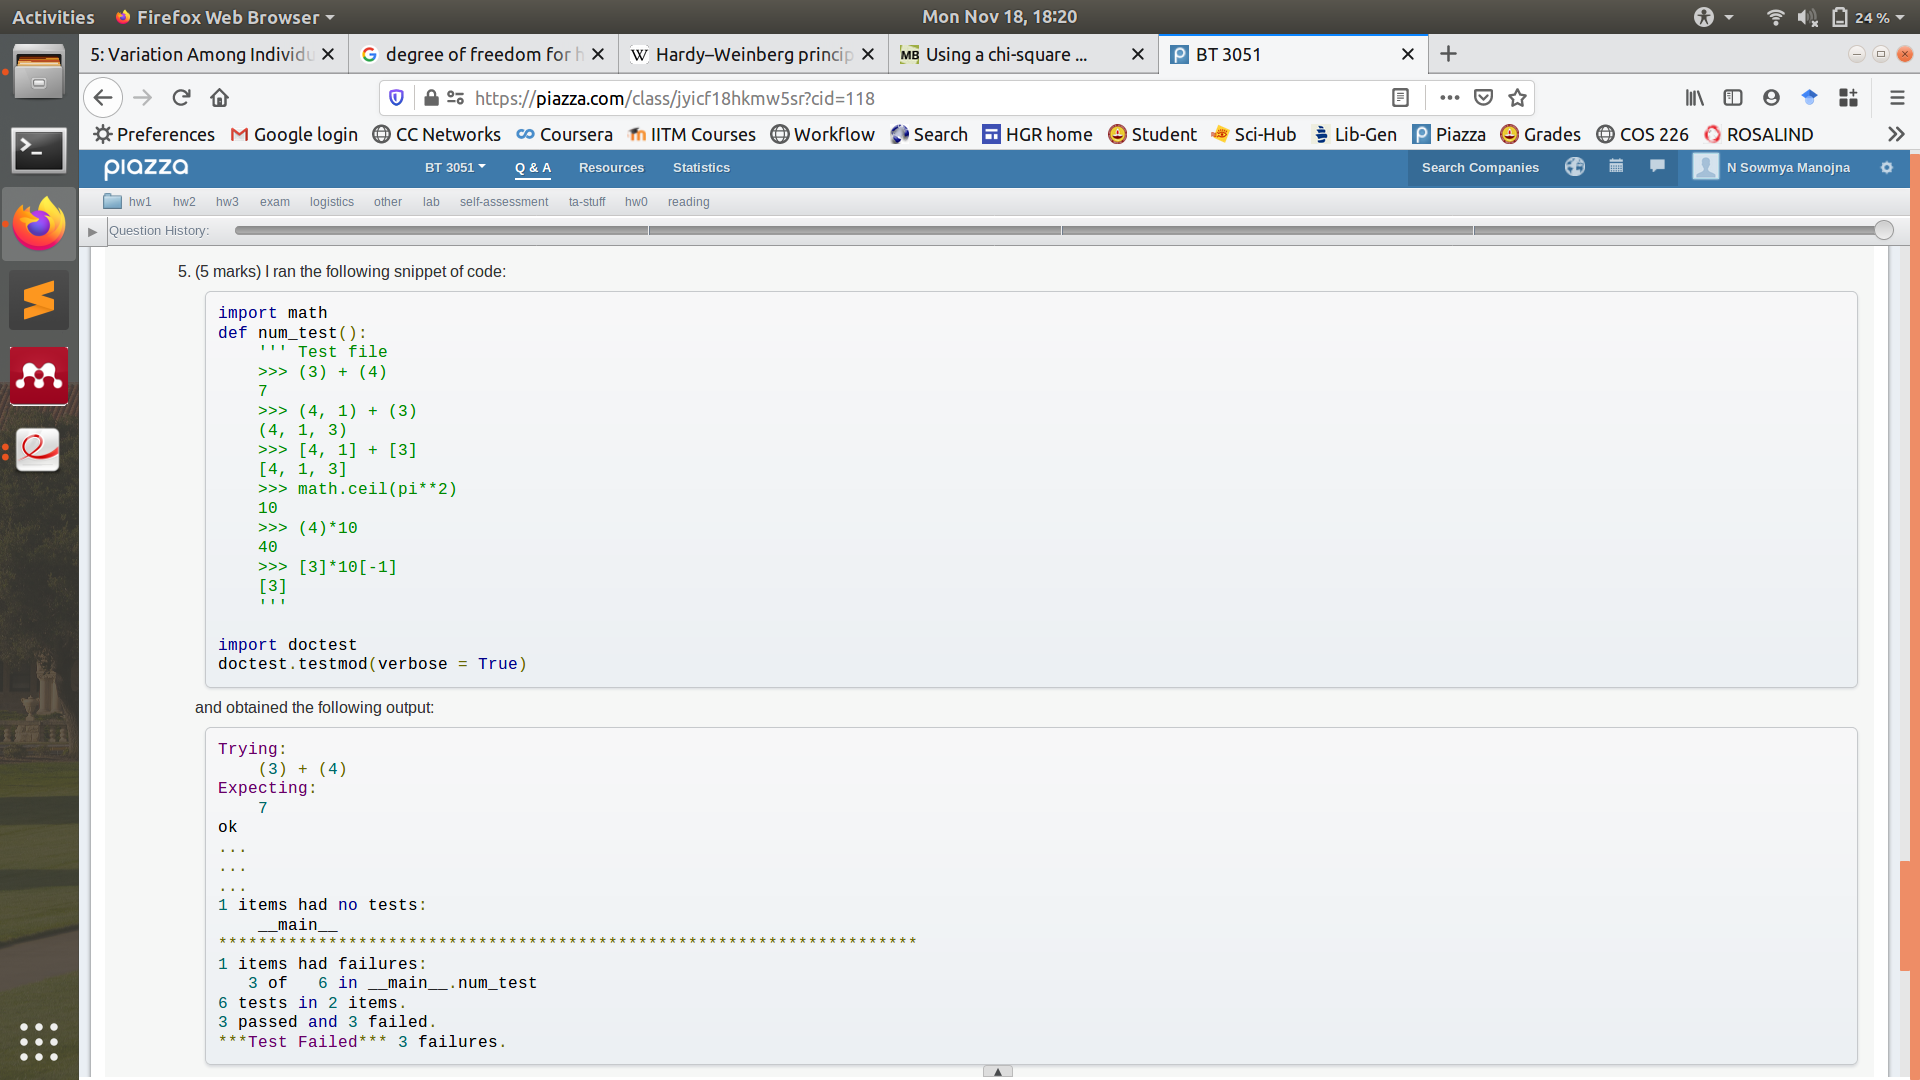 Activities Firefox Web Browser Mon Nov 18, 18:20 24 %
5: Variation Among Individu degree of freedom for h Hardy–Weinberg princip Using a chi-square ... BT 3051
https://piazza.com/class/jyicf18hkmw5sr?cid=118
Preferences Google login CC Networks Coursera IITM Courses Workflow Search HGR home Student Sci-Hub Lib-Gen Piazza Grades COS 226 ROSALIND
piazza BT 3051 Q & A Resources Statistics Search Companies N Sowmya Manojna
hw1 hw2 hw3 exam logistics other lab self-assessment ta-stuff hw0 reading
Question History:
5. (5 marks) I ran the following snippet of code:
import math
def num_test():
    ''' Test file
    >>> (3) + (4)
    7
    >>> (4, 1) + (3)
    (4, 1, 3)
    >>> [4, 1] + [3]
    [4, 1, 3]
    >>> math.ceil(pi**2)
    10
    >>> (4)*10
    40
    >>> [3]*10[-1]
    [3]
    '''
import doctest
doctest.testmod(verbose = True)
and obtained the following output:
Trying:
    (3) + (4)
Expecting:
    7
ok
...
...
...
1 items had no tests:
    __main__
**********************************************************************
1 items had failures:
   3 of   6 in __main__.num_test
6 tests in 2 items.
3 passed and 3 failed.
***Test Failed*** 3 failures.